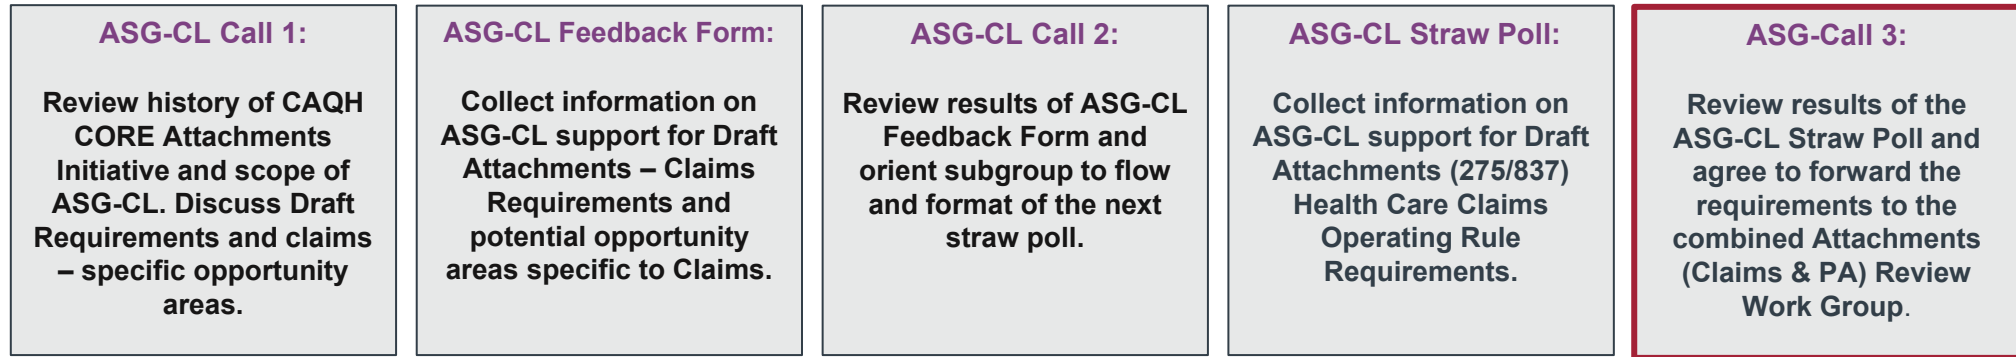 ASG-CL Call 1:
Review history of CAQH
CORE Attachments
Initiative and scope of
ASG-CL. Discuss Draft
Requirements and claims
– specific opportunity
areas.
ASG-CL Feedback Form:
Collect information on
ASG-CL support for Draft
Attachments – Claims
Requirements and
potential opportunity
areas specific to Claims.
ASG-CL Call 2:
Review results of ASG-CL
Feedback Form and
orient subgroup to flow
and format of the next
straw poll.
ASG-CL Straw Poll:
Collect information on
ASG-CL support for Draft
Attachments (275/837)
Health Care Claims
Operating Rule
Requirements.
ASG-Call 3:
Review results of the
ASG-CL Straw Poll and
agree to forward the
requirements to the
combined Attachments
(Claims & PA) Review
Work Group.